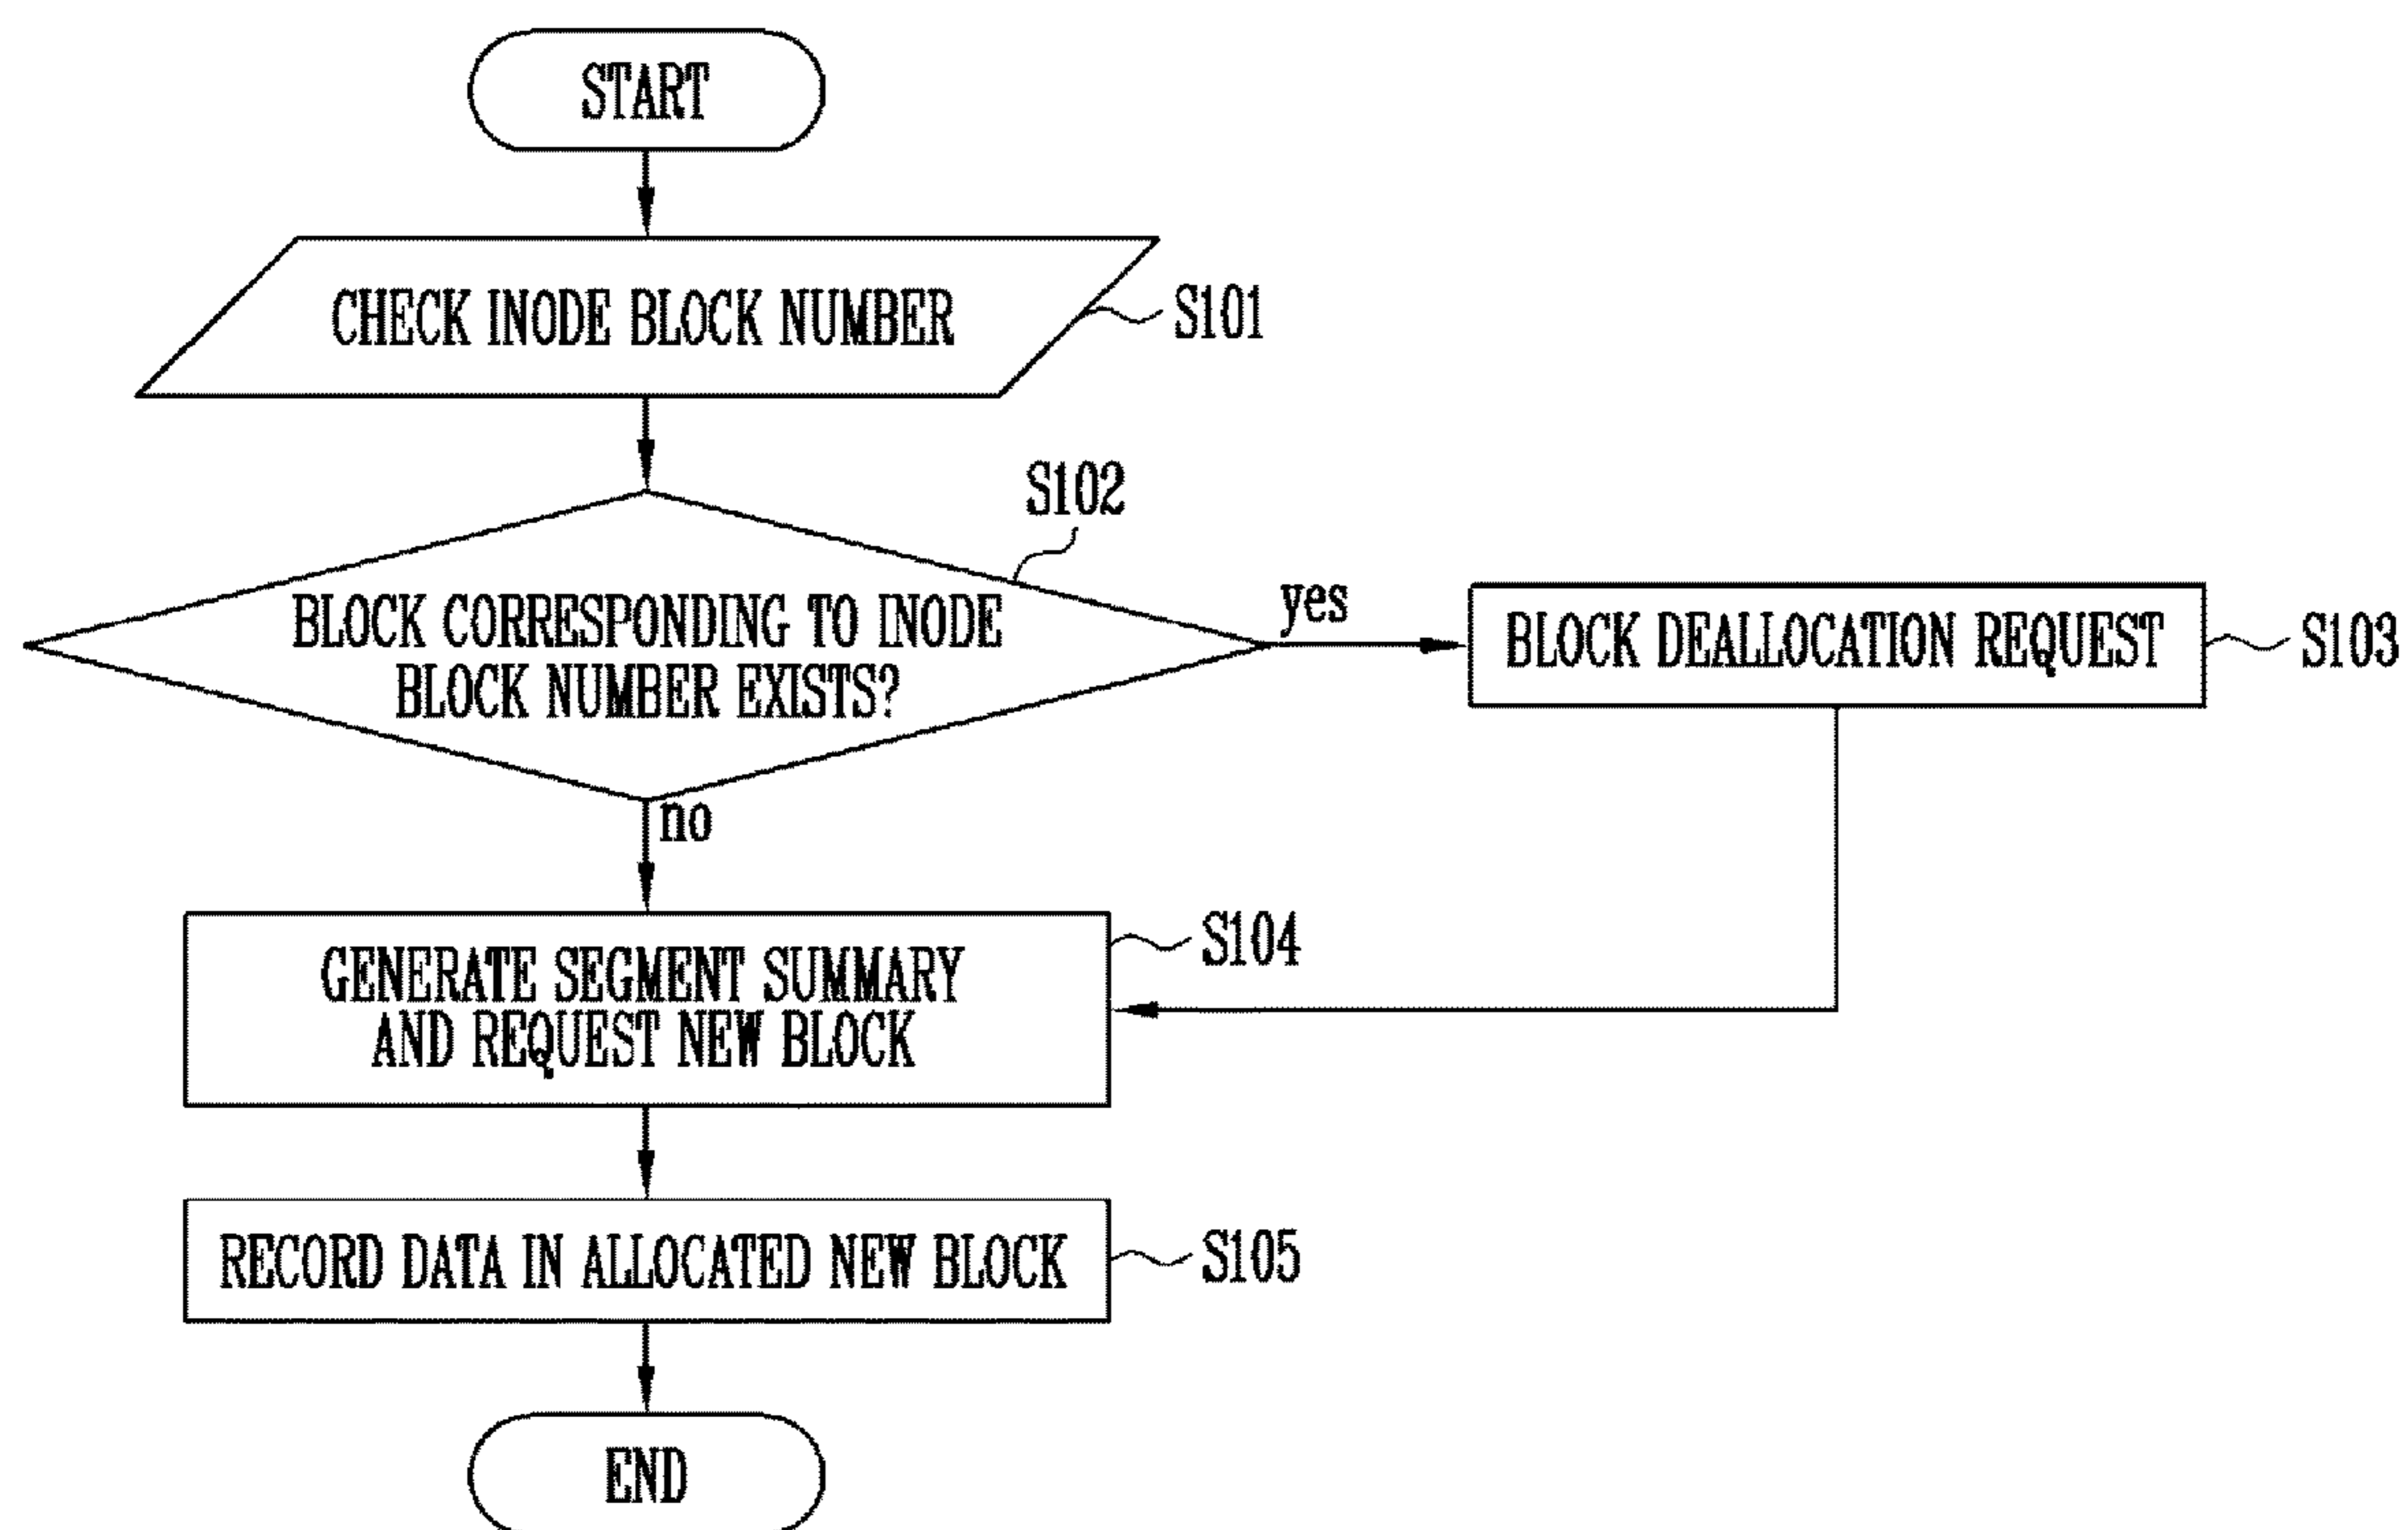 START
CHECK INODE BLOCK NUMBER
S101
S102
BLOCK CORRESPONDING TO INODE
BLOCK NUMBER EXISTS?
yes
BLOCK DEALLOCATION REQUEST
S103
no
GENERATE SEGMENT SUMMARY
AND REQUEST NEW BLOCK
S104
RECORD DATA IN ALLOCATED NEW BLOCK
S105
END